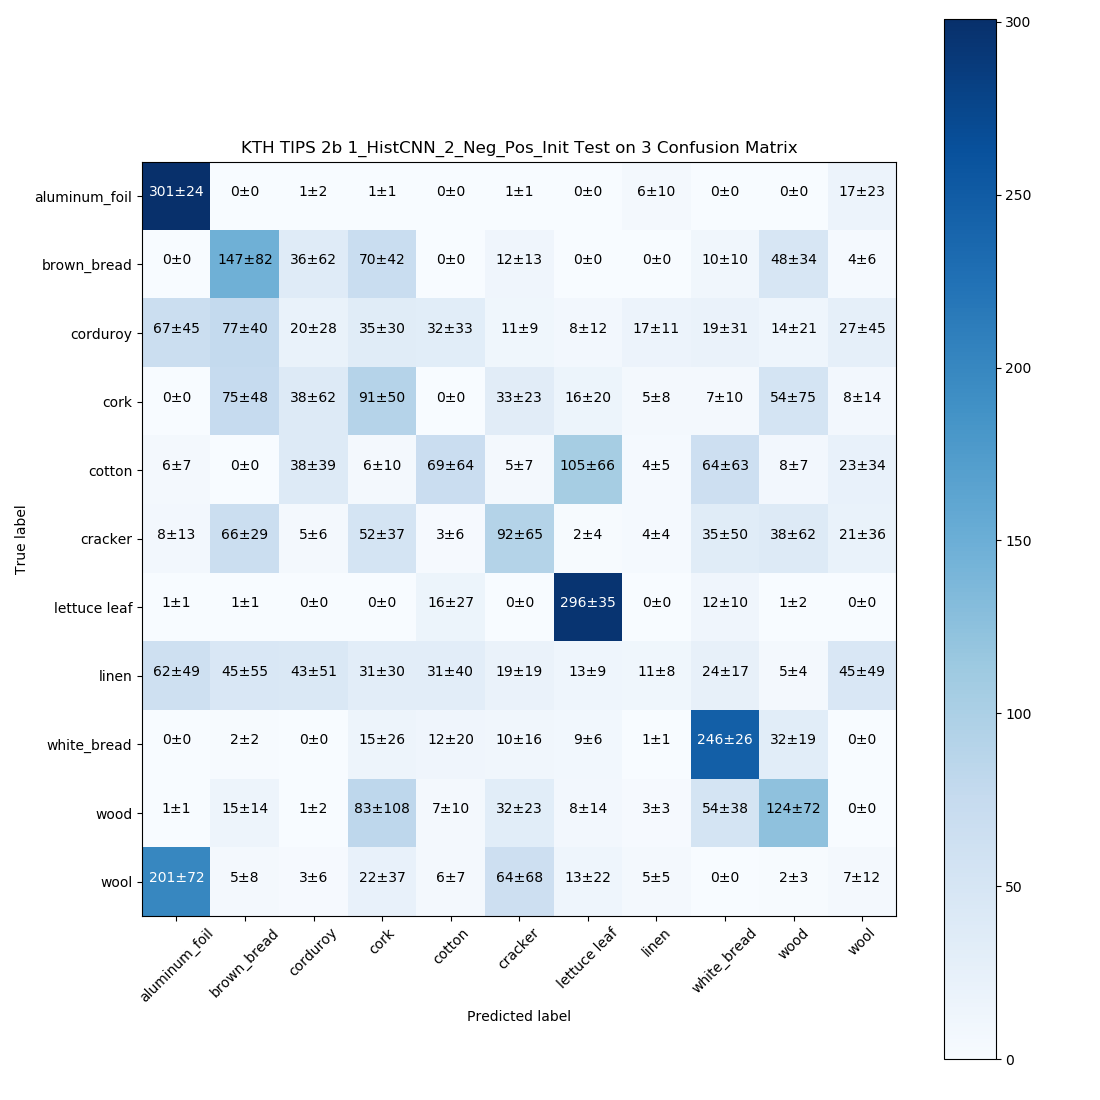 KTH TIPS 2b 1_HistCNN_2_Neg_Pos_Init Test on 3 Confusion Matrix
True label
aluminum_foil 301±24 0±0 1±2 1±1 0±0 1±1 0±0 6±10 0±0 0±0 17±23
brown_bread 0±0 147±82 36±62 70±42 0±0 12±13 0±0 0±0 10±10 48±34 4±6
corduroy 67±45 77±40 20±28 35±30 32±33 11±9 8±12 17±11 19±31 14±21 27±45
cork 0±0 75±48 38±62 91±50 0±0 33±23 16±20 5±8 7±10 54±75 8±14
cotton 6±7 0±0 38±39 6±10 69±64 5±7 105±66 4±5 64±63 8±7 23±34
cracker 8±13 66±29 5±6 52±37 3±6 92±65 2±4 4±4 35±50 38±62 21±36
lettuce leaf 1±1 1±1 0±0 0±0 16±27 0±0 296±35 0±0 12±10 1±2 0±0
linen 62±49 45±55 43±51 31±30 31±40 19±19 13±9 11±8 24±17 5±4 45±49
white_bread 0±0 2±2 0±0 15±26 12±20 10±16 9±6 1±1 246±26 32±19 0±0
wood 1±1 15±14 1±2 83±108 7±10 32±23 8±14 3±3 54±38 124±72 0±0
wool 201±72 5±8 3±6 22±37 6±7 64±68 13±22 5±5 0±0 2±3 7±12
aluminum_foil brown_bread corduroy cork cotton cracker lettuce leaf linen white_bread wood wool
Predicted label
300
250
200
150
100
50
0